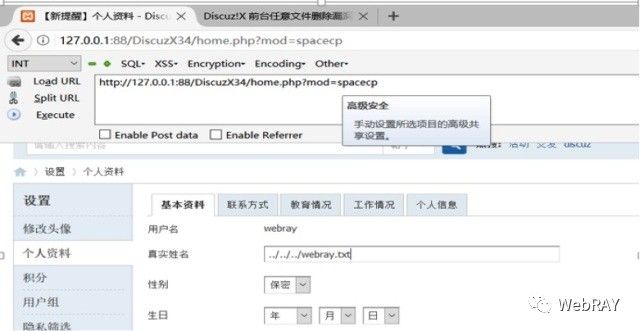 【新提醒】个人资料 - Discu × Discuz!X 前台任意文件删除漏洞
127.0.0.1:88/DiscuzX34/home.php?mod=spacecp
INT SQL- XSS- Encryption- Encoding- Other-
Load URL http://127.0.0.1:88/DiscuzX34/home.php?mod=spacecp
Split URL
Execute
高级安全
手动设置所选项目的高级共
享设置。
Enable Post data Enable Referrer
请输入搜索内容 帖子 热搜: 活动 交友 discuz
设置 › 个人资料
设置 基本资料 联系方式 教育情况 工作情况 个人信息
修改头像 用户名 webray
个人资料 真实姓名 ../../../webray.txt
积分 性别 保密
用户组
隐私筛选 生日 年 月 日
WebRAY